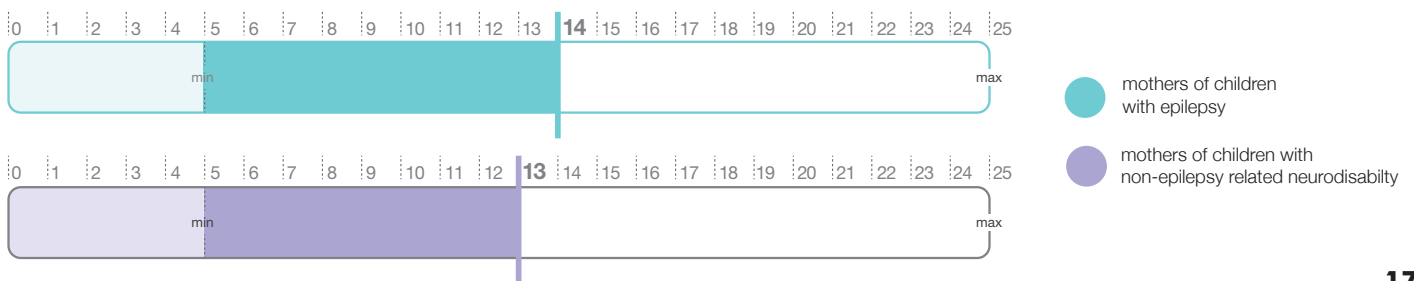 0 1 2 3 4 5 6 7 8 9 10 11 12 13 14 15 16 17 18 19 20 21 22 23 24 25
min max
mothers of children
with epilepsy
0 1 2 3 4 5 6 7 8 9 10 11 12 13 14 15 16 17 18 19 20 21 22 23 24 25
min max
mothers of children with
non-epilepsy related neurodisabilty